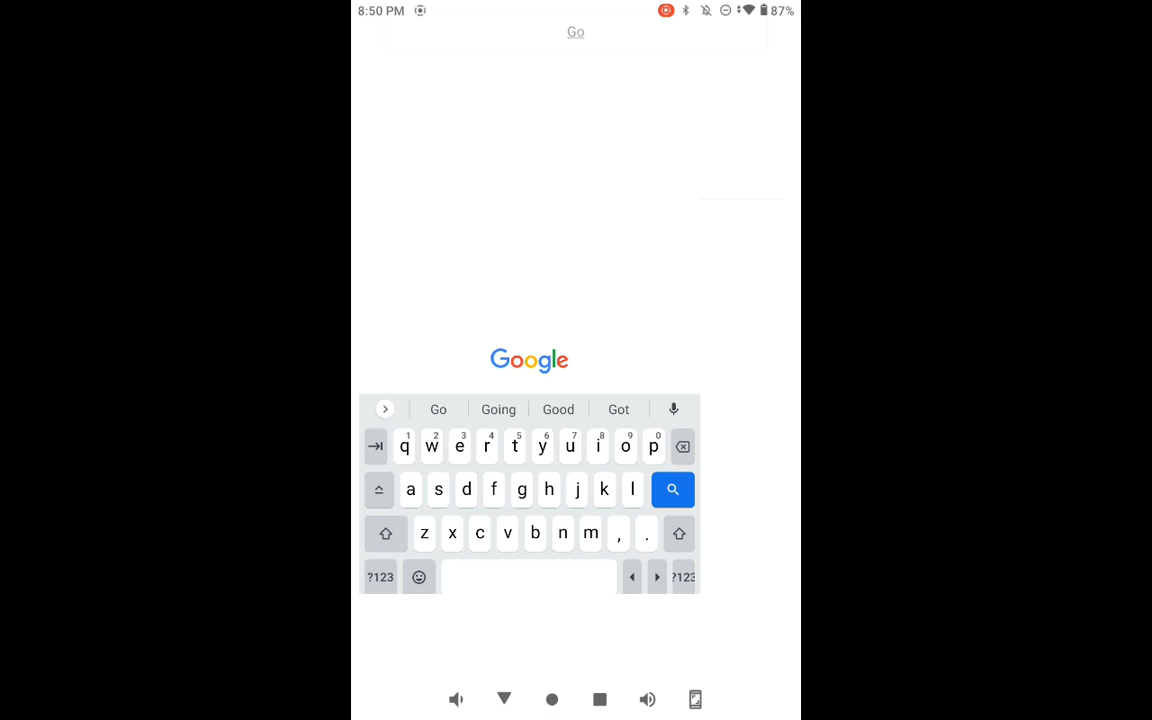 8:50 PM 87%
Go
Google
Go Going Good Got
1 2 3 4 5 6 7 8 9 0
q w e r t y u i o p
a s d f g h j k l
z x c v b n m , .
?123 ?123